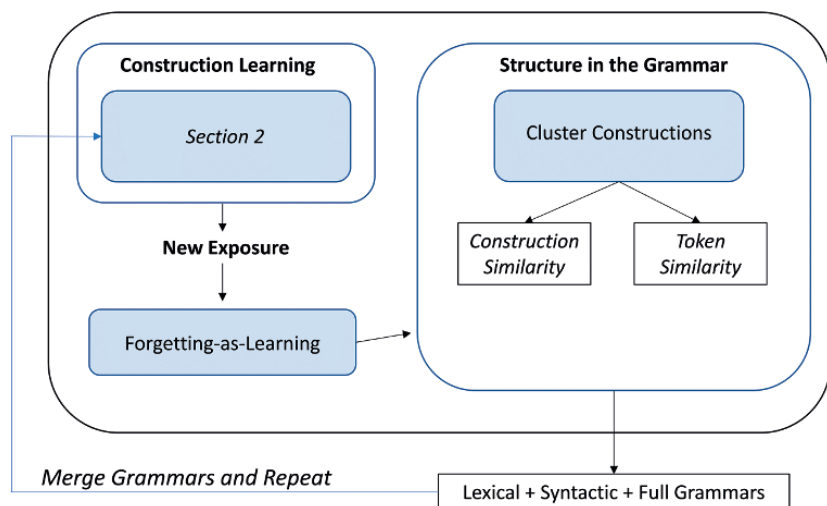 Construction Learning
Section 2
New Exposure
Forgetting-as-Learning
Structure in the Grammar
Cluster Constructions
Construction
Similarity
Token
Similarity
Merge Grammars and Repeat
Lexical + Syntactic + Full Grammars